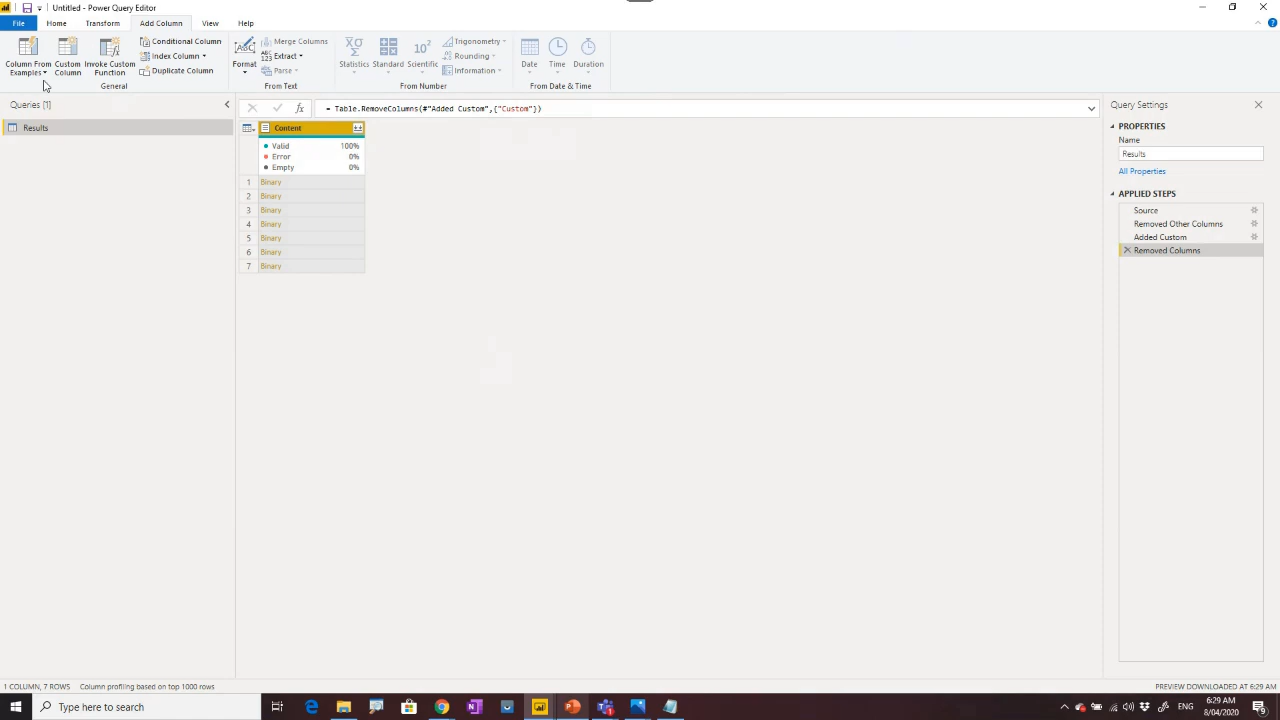 Untitled - Power Query Editor
File
Home
Transform
Add Column
View
Help
Column From
Examples
Custom
Column
Invoke Custom
Function
Conditional Column
Index Column
Duplicate Column
General
Format
Merge Columns
ABC
123 Extract
Parse
From Text
Statistics
Standard
Scientific
10²
Trigonometry
Rounding
Information
From Number
Date
Time
Duration
From Date & Time
Queries [1]
Results
fx
= Table.RemoveColumns(#"Added Custom",{"Custom"})
Content
Valid 100%
Error 0%
Empty 0%
1 Binary
2 Binary
3 Binary
4 Binary
5 Binary
6 Binary
7 Binary
Query Settings
PROPERTIES
Name
Results
All Properties
APPLIED STEPS
Source
Removed Other Columns
Added Custom
Removed Columns
1 COLUMN, 7 ROWS
Column profiling based on top 1000 rows
PREVIEW DOWNLOADED AT 6:29 AM
Type here to search
ENG
6:29 AM
8/04/2020